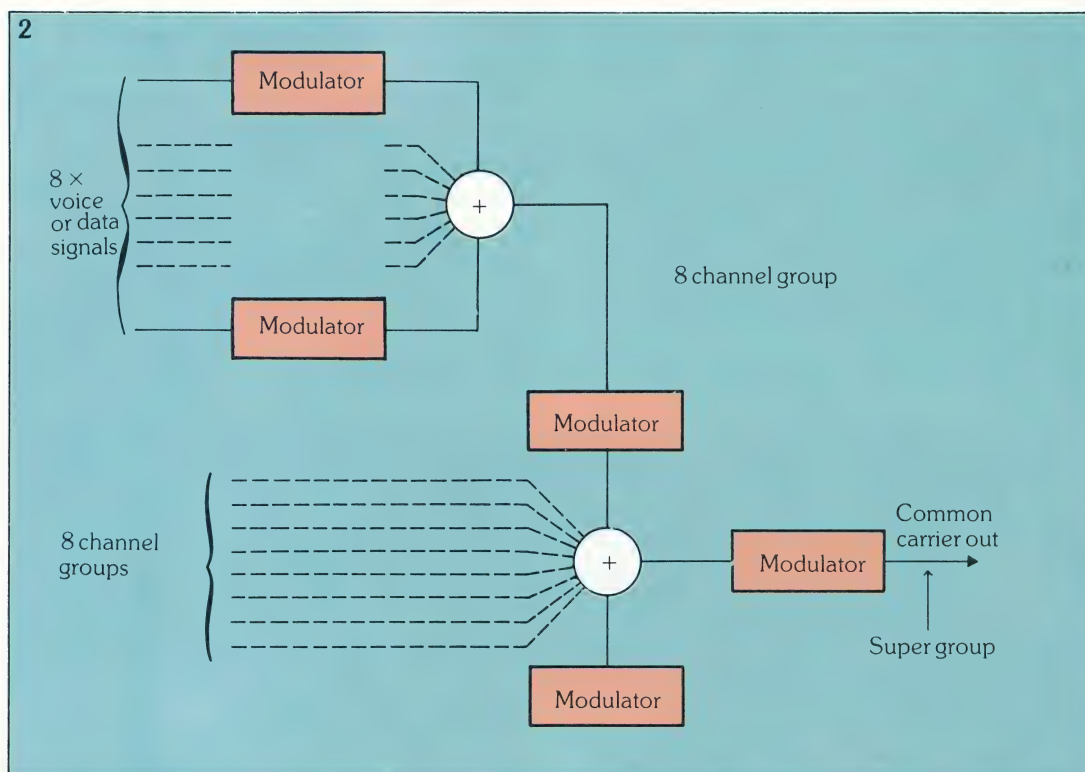 2
Modulator
8 ×
voice
or data
signals
+
Modulator
8 channel group
Modulator
8 channel
groups
+
Modulator
Common
carrier out
Super group
Modulator